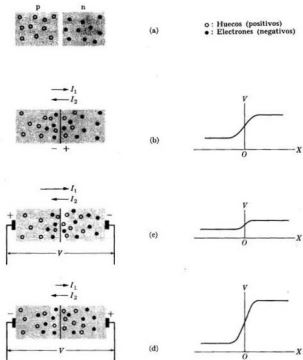 p n
(a)
o : Huecos (positivos)
• : Electrones (negativos)
I₁
I₂
− +
(b)
V
O
X
I₁
I₂
+ −
V
(c)
V
O
X
I₁
I₂
− +
V
(d)
V
O
X